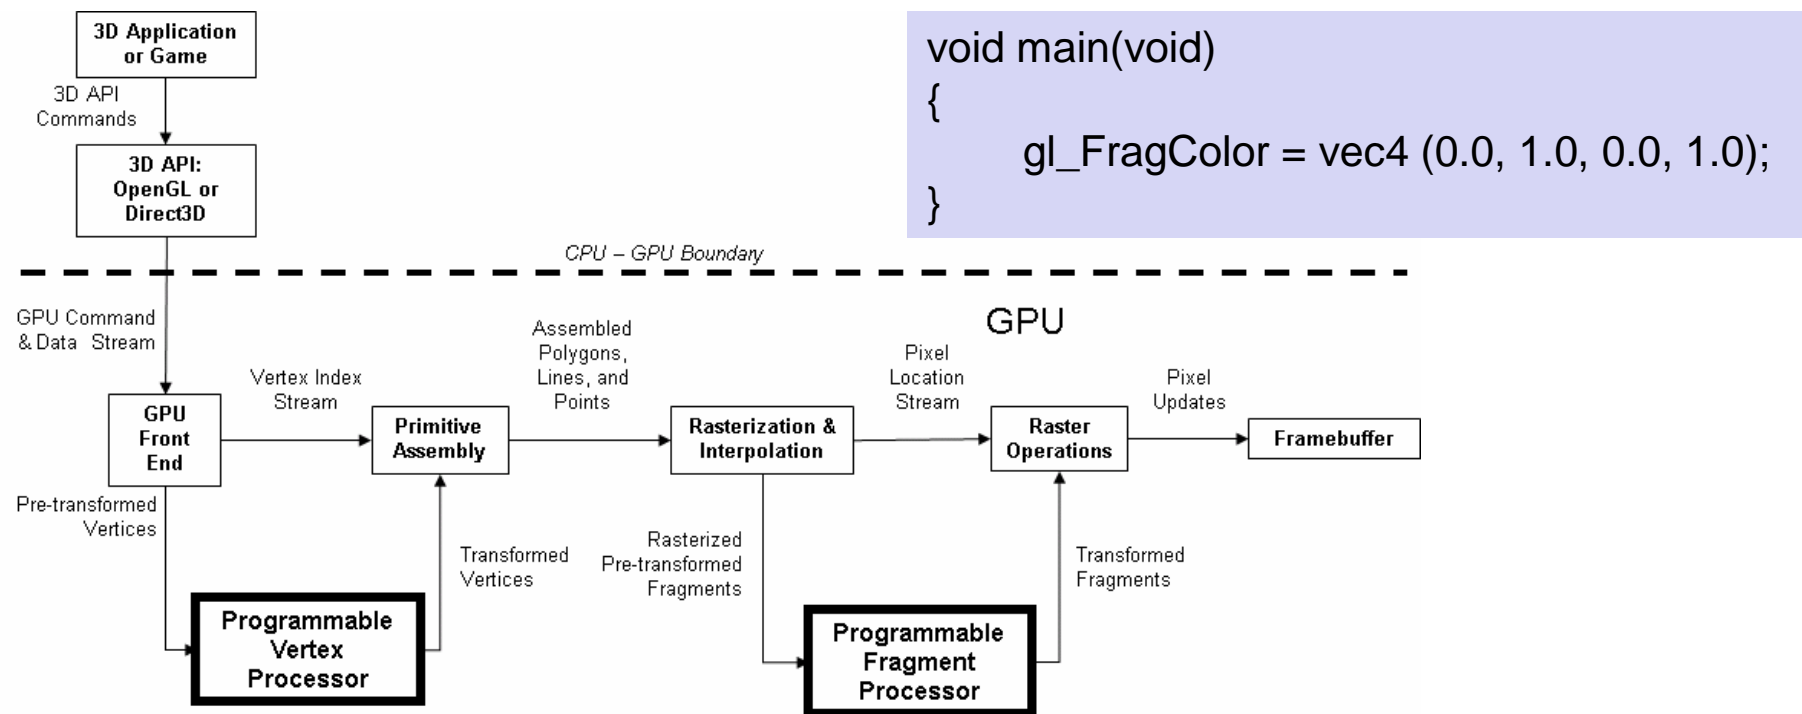 3D Application
or Game
void main(void)
{
gl_FragColor = vec4 (0.0, 1.0, 0.0, 1.0);
}
3D API
Commands
3D API:
OpenGL or
Direct3D
CPU – GPU Boundary
GPU Command
& Data Stream
GPU
Vertex Index
Stream
Assembled
Polygons,
Lines, and
Points
Pixel
Location
Stream
Pixel
Updates
GPU
Front
End
Primitive
Assembly
Rasterization &
Interpolation
Raster
Operations
Framebuffer
Pre-transformed
Vertices
Transformed
Vertices
Rasterized
Pre-transformed
Fragments
Transformed
Fragments
Programmable
Vertex
Processor
Programmable
Fragment
Processor